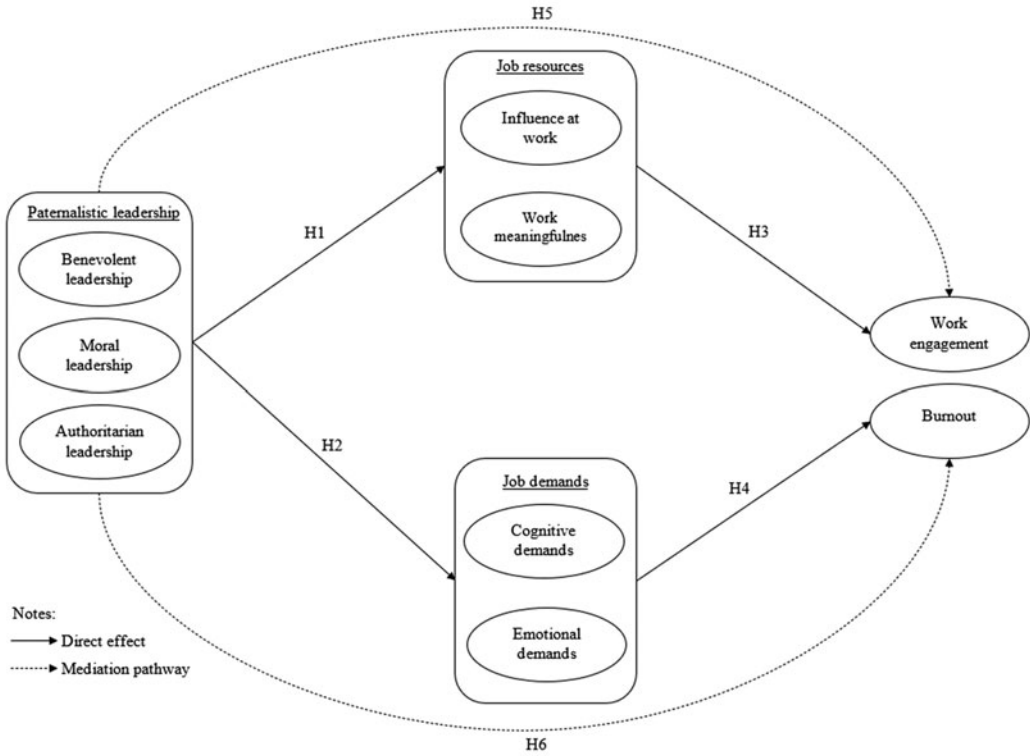 H5
Job resources
Influence at
work
Work
meaningfulnes
H1
H3
Paternalistic leadership
Benevolent
leadership
Moral
leadership
Authoritarian
leadership
Work
engagement
Burnout
H2
H4
Job demands
Cognitive
demands
Emotional
demands
Notes:
Direct effect
Mediation pathway
H6